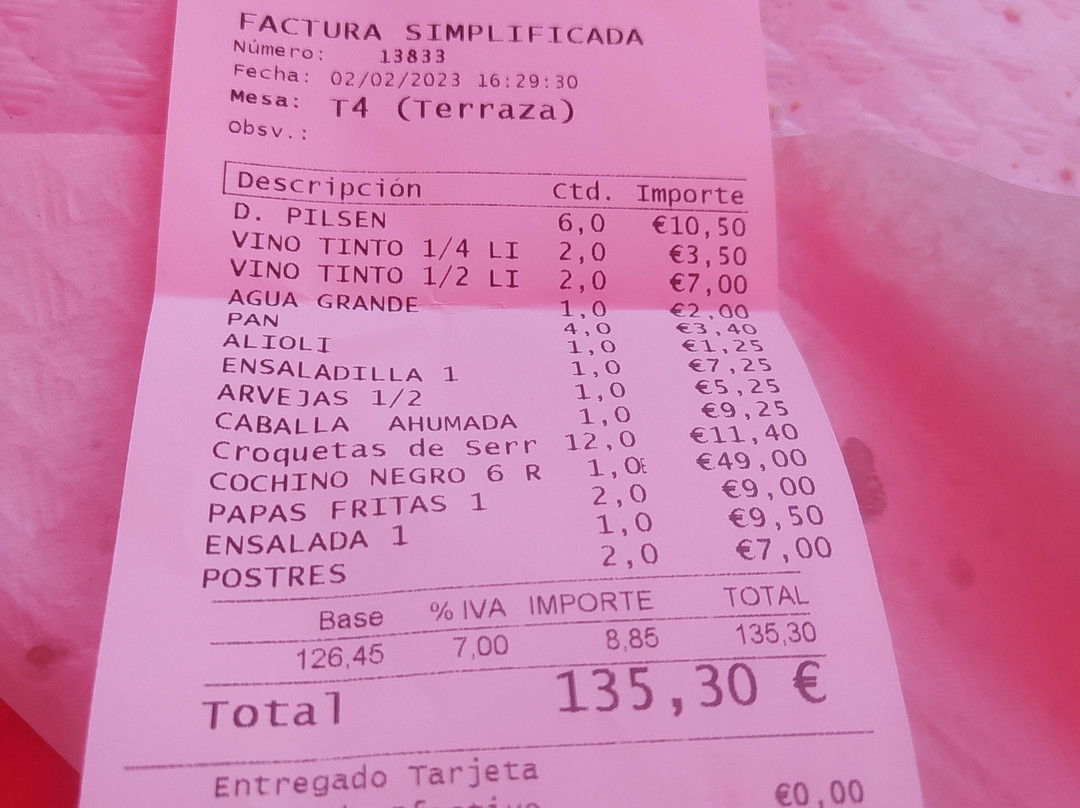 FACTURA SIMPLIFICADA
Número: 13833
Fecha: 02/02/2023 16:29:30
Mesa: T4 (Terraza)
Obsv.:
Descripción Ctd. Importe
D. PILSEN 6,0 €10,50
VINO TINTO 1/4 LI 2,0 €3,50
VINO TINTO 1/2 LI 2,0 €7,00
AGUA GRANDE 1,0 €2,00
PAN 4,0 €3,40
ALIOLI 1,0 €1,25
ENSALADILLA 1 1,0 €7,25
ARVEJAS 1/2 1,0 €5,25
CABALLA AHUMADA 1,0 €9,25
Croquetas de Serr 12,0 €11,40
COCHINO NEGRO 6 R 1,0 €49,00
PAPAS FRITAS 1 2,0 €9,00
ENSALADA 1 1,0 €9,50
POSTRES 2,0 €7,00
Base % IVA IMPORTE TOTAL
126,45 7,00 8,85 135,30
Total 135,30 €
Entregado Tarjeta €0,00